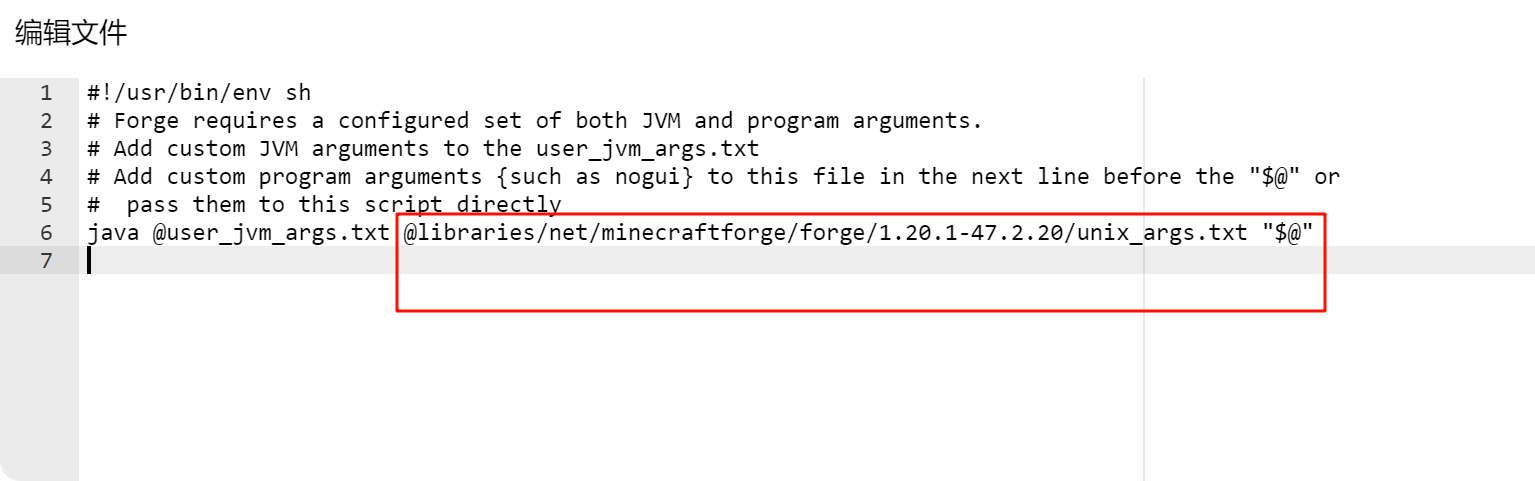 编辑文件
1 #!/usr/bin/env sh
2 # Forge requires a configured set of both JVM and program arguments.
3 # Add custom JVM arguments to the user_jvm_args.txt
4 # Add custom program arguments {such as nogui} to this file in the next line before the "$@" or
5 #  pass them to this script directly
6 java @user_jvm_args.txt @libraries/net/minecraftforge/forge/1.20.1-47.2.20/unix_args.txt "$@"
7